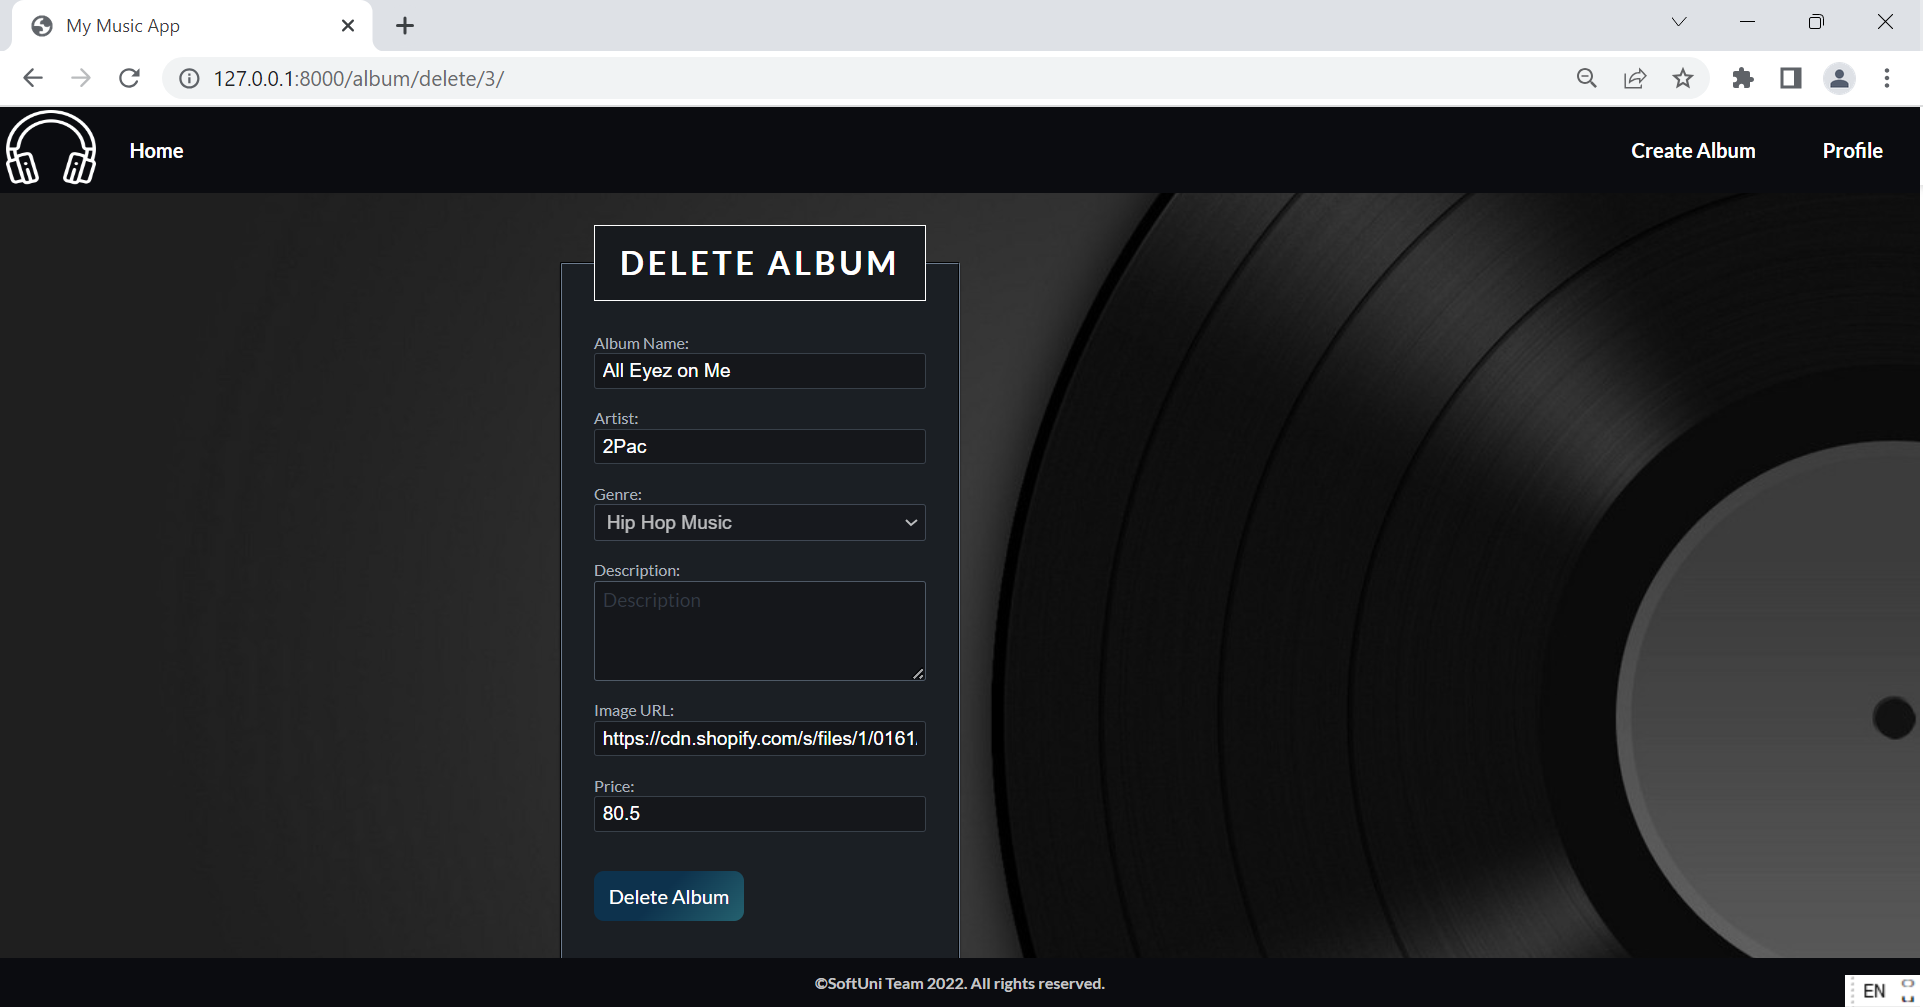 My Music App
127.0.0.1:8000/album/delete/3/
Home
Create Album
Profile
DELETE ALBUM
Album Name:
All Eyez on Me
Artist:
2Pac
Genre:
Hip Hop Music
Description:
Description
Image URL:
https://cdn.shopify.com/s/files/1/0161.
Price:
80.5
Delete Album
©SoftUni Team 2022. All rights reserved.
EN